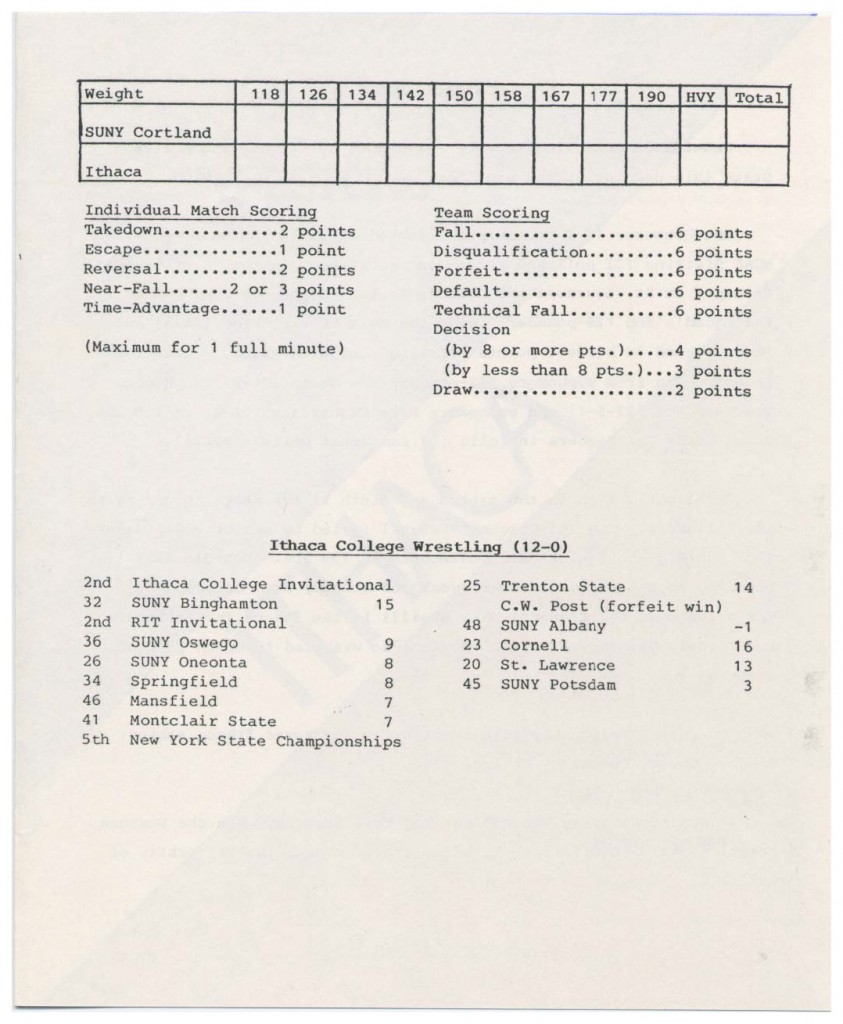 Weight 118 126 134 142 150 158 167 177 190 HVY Total
SUNY Cortland
Ithaca
Individual Match Scoring
Takedown............2 points
Escape..............1 point
Reversal............2 points
Near-Fall......2 or 3 points
Time-Advantage......1 point
(Maximum for 1 full minute)
Team Scoring
Fall.....................6 points
Disqualification.........6 points
Forfeit..................6 points
Default..................6 points
Technical Fall...........6 points
Decision
(by 8 or more pts.).....4 points
(by less than 8 pts.)...3 points
Draw.....................2 points
Ithaca College Wrestling (12-0)
2nd Ithaca College Invitational
32 SUNY Binghamton 15
2nd RIT Invitational
36 SUNY Oswego 9
26 SUNY Oneonta 8
34 Springfield 8
46 Mansfield 7
41 Montclair State 7
5th New York State Championships
25 Trenton State 14
C.W. Post (forfeit win)
48 SUNY Albany -1
23 Cornell 16
20 St. Lawrence 13
45 SUNY Potsdam 3